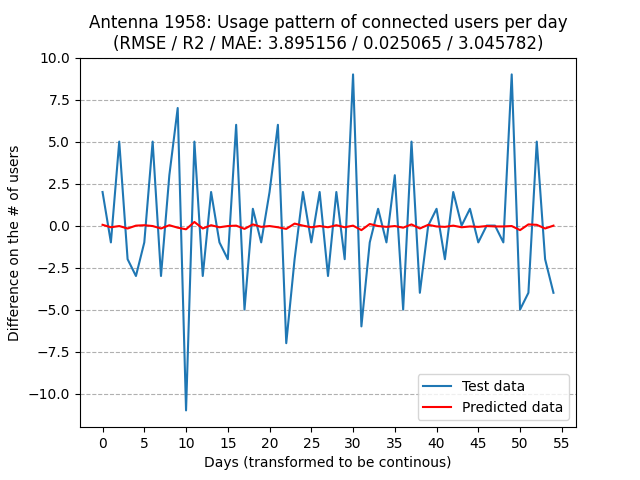 Antenna 1958: Usage pattern of connected users per day
(RMSE / R2 / MAE: 3.895156 / 0.025065 / 3.045782)
10.0
7.5
5.0
2.5
0.0
−2.5
−5.0
−7.5
−10.0
Difference on the # of users
Test data
Predicted data
0 5 10 15 20 25 30 35 40 45 50 55
Days (transformed to be continous)